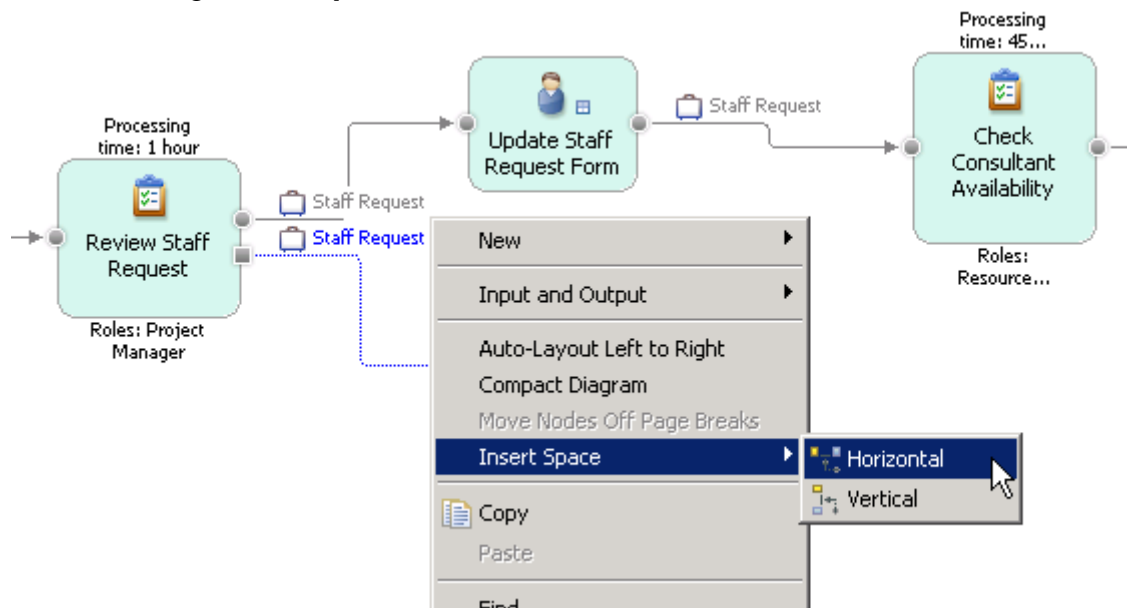 Processing
time: 45...
Staff Request
Update Staff
Request Form
Check
Consultant
Availability
Processing
time: 1 hour
Staff Request
Staff Request
Review Staff
Request
Roles: Project
Manager
Roles:
Resource...
New
Input and Output
Auto-Layout Left to Right
Compact Diagram
Move Nodes Off Page Breaks
Insert Space
Horizontal
Vertical
Copy
Paste
Find